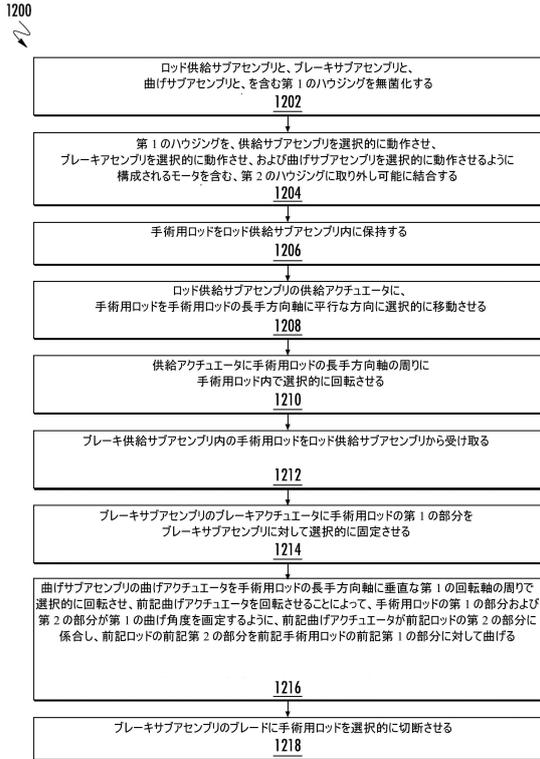 1200
ロッド供給サブアセンブリと、ブレーキサブアセンブリと、
曲げサブアセンブリと、を含む第1のハウジングを無菌化する
1202
第1のハウジングを、供給サブアセンブリを選択的に動作させ、
ブレーキアセンブリを選択的に動作させ、および曲げサブアセンブリを選択的に動作させるように
構成されるモータを含む、第2のハウジングに取り外し可能に結合する
1204
手術用ロッドをロッド供給サブアセンブリ内に保持する
1206
ロッド供給サブアセンブリの供給アクチュエータに、
手術用ロッドを手術用ロッドの長手方向軸に平行な方向に選択的に移動させる
1208
供給アクチュエータに手術用ロッドの長手方向軸の周りに
手術用ロッド内で選択的に回転させる
1210
ブレーキ供給サブアセンブリ内の手術用ロッドをロッド供給サブアセンブリから受け取る
1212
ブレーキサブアセンブリのブレーキアクチュエータに手術用ロッドの第1の部分を
ブレーキサブアセンブリに対して選択的に固定させる
1214
曲げサブアセンブリの曲げアクチュエータを手術用ロッドの長手方向軸に垂直な第1の回転軸の周りで
選択的に回転させ、前記曲げアクチュエータを回転させることによって、手術用ロッドの第1の部分および
第2の部分が第1の曲げ角度を画定するように、前記曲げアクチュエータが前記ロッドの第2の部分に
係合し、前記ロッドの前記第2の部分を前記手術用ロッドの前記第1の部分に対して曲げる
1216
ブレーキサブアセンブリのブレードに手術用ロッドを選択的に切断させる
1218